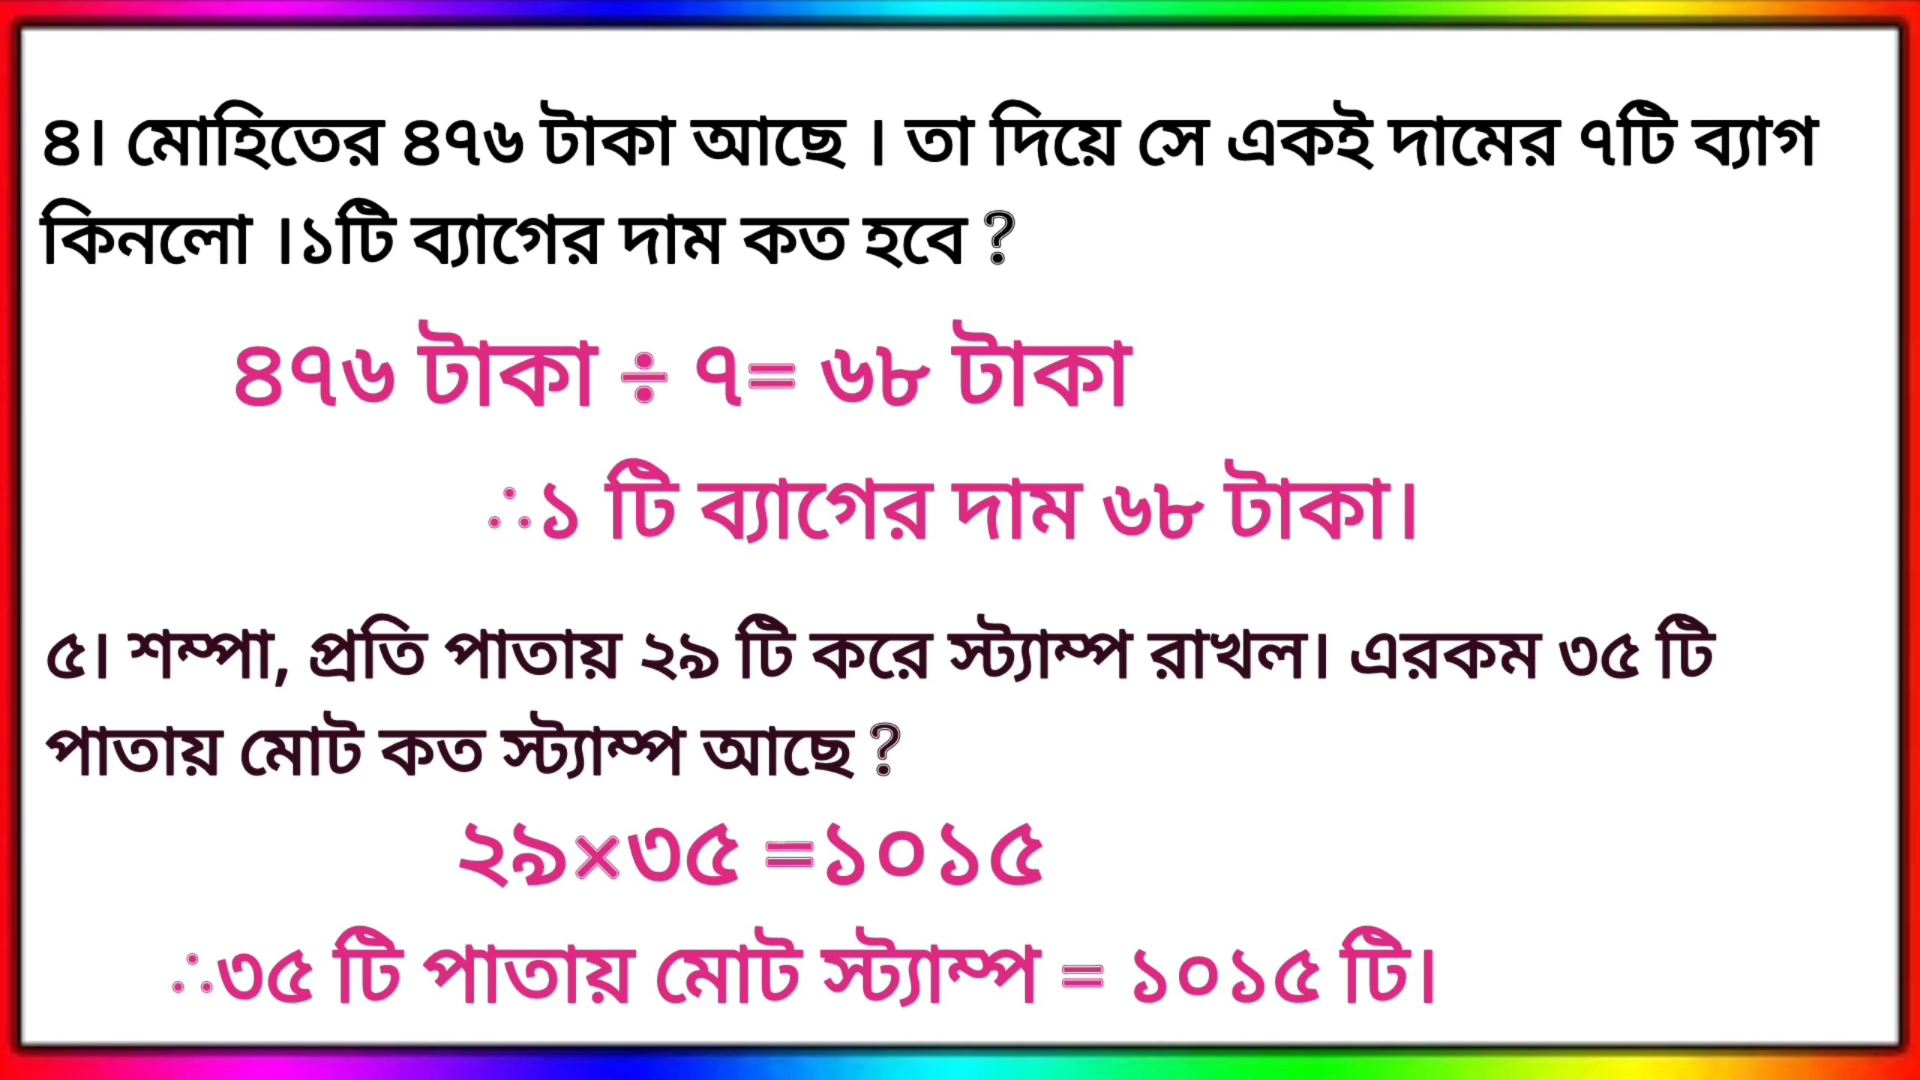 ৪। মোহিতের ৪৭৬ টাকা আছে । তা দিয়ে সে একই দামের ৭টি ব্যাগ
কিনলো ।১টি ব্যাগের দাম কত হবে ?
৪৭৬ টাকা ÷ ৭= ৬৮ টাকা
∴১ টি ব্যাগের দাম ৬৮ টাকা।
৫। শম্পা, প্রতি পাতায় ২৯ টি করে স্ট্যাম্প রাখল। এরকম ৩৫ টি
পাতায় মোট কত স্ট্যাম্প আছে ?
২৯×৩৫ =১০১৫
∴৩৫ টি পাতায় মোট স্ট্যাম্প = ১০১৫ টি।